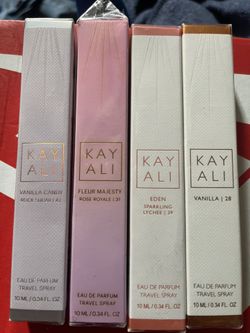 KAY
ALI
VANILLA CANDY
ROCK SUGAR | 42
EAU DE PARFUM
TRAVEL SPRAY
10 ML / 0.34 FL. OZ
KAY
ALI
FLEUR MAJESTY
ROSE ROYALE | 31
EAU DE PARFUM
TRAVEL SPRAY
10 ML / 0.34 FL. OZ
KAY
ALI
EDEN
SPARKLING
LYCHEE | 39
EAU DE PARFUM
TRAVEL SPRAY
10 ML / 0.34 FL. OZ
KAY
ALI
VANILLA | 28
EAU DE PARFUM
TRAVEL SPRAY
10 ML / 0.34 FL. OZ